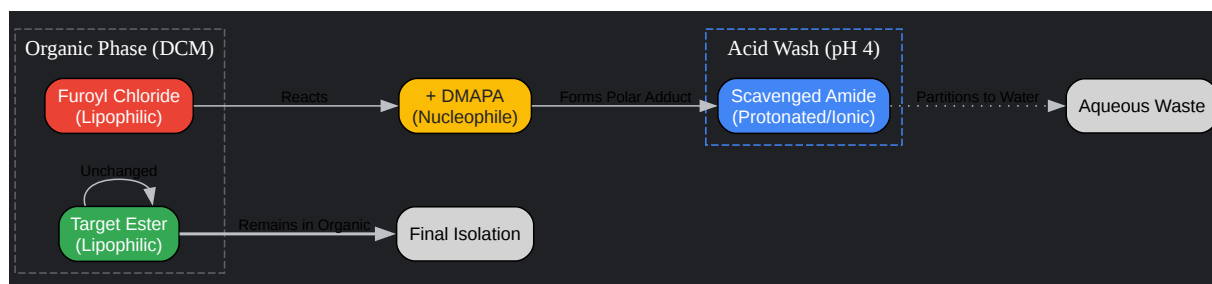 Organic Phase (DCM)
Acid Wash (pH 4)
Furoyl Chloride
(Lipophilic)
Reacts
+ DMAPA
(Nucleophile)
Forms Polar Adduct
Scavenged Amide
(Protonated/Ionic)
Partitions to Water
Aqueous Waste
Unchanged
Target Ester
(Lipophilic)
Remains in Organic
Final Isolation